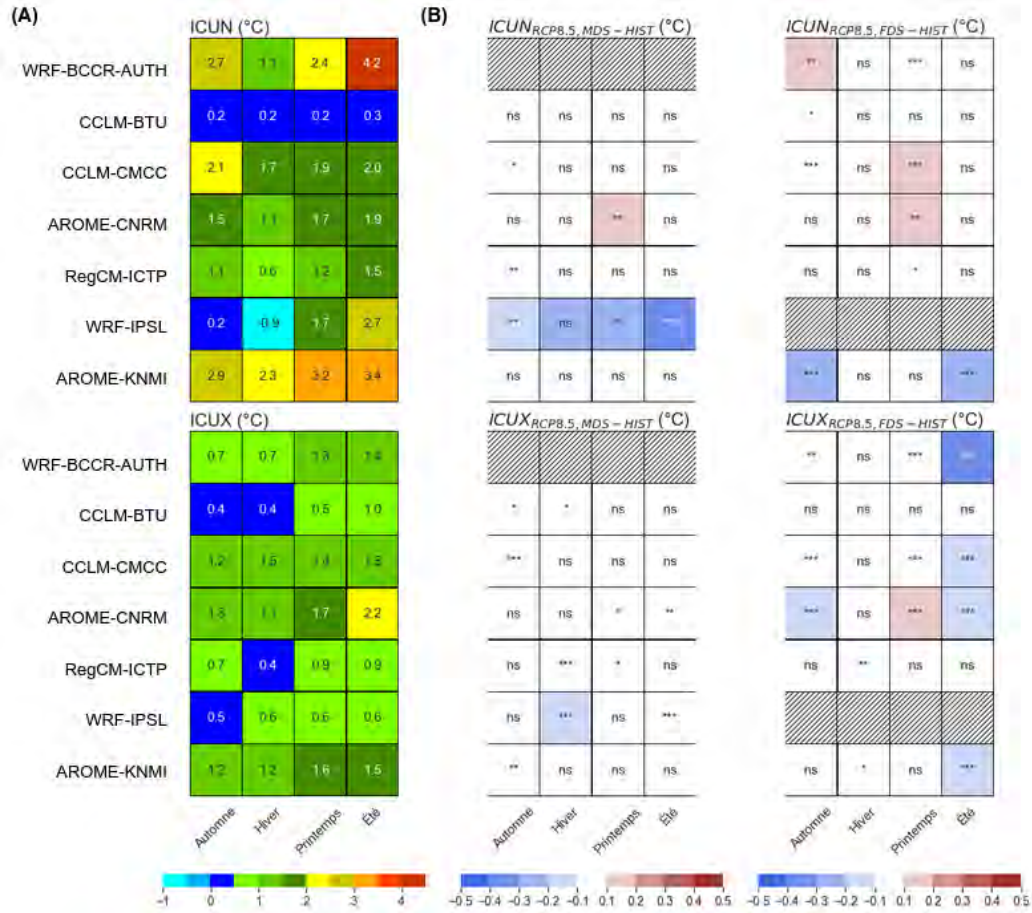 (A)
ICUN (°C)
WRF-BCCR-AUTH 2.7 1.1 2.4 4.2
CCLM-BTU 0.2 0.2 0.2 0.3
CCLM-CMCC 2.1 1.7 1.9 2.0
AROME-CNRM 1.5 1.1 1.7 1.9
RegCM-ICTP 1.1 0.6 1.2 1.5
WRF-IPSL 0.2 -0.9 1.7 2.7
AROME-KNMI 2.9 2.3 3.2 3.4
ICUX (°C)
WRF-BCCR-AUTH 0.7 0.7 1.3 1.4
CCLM-BTU 0.4 0.4 0.5 1.0
CCLM-CMCC 1.2 1.5 1.4
AROME-CNRM 1.1 1.7 2.2
RegCM-ICTP 0.7 0.4 0.9 0.9
WRF-IPSL 0.5 0.6 0.6 0.6
AROME-KNMI 1.2 1.2 1.6 1.5
Automne Hiver Printemps Été
−1 0 1 2 3 4
(B)
ICUN RCP8.5, MDS − HIST (°C)
ns ns ns ns
* ns ns ns
ns ns ** ns
** ns ns ns
** ns ** ***
ns ns ns ns
ICUX RCP8.5, MDS − HIST (°C)
* * ns ns
*** ns ns ns
ns ns * **
ns *** * ns
ns *** ns ***
** ns ns ns
Automne Hiver Printemps Été
−0.5 −0.4 −0.3 −0.2 −0.1 0.1 0.2 0.3 0.4 0.5
ICUN RCP8.5, FDS − HIST (°C)
** ns *** ns
* ns ns ns
*** ns *** ns
ns ns ** ns
ns ns * ns
*** ns ns ***
ICUX RCP8.5, FDS − HIST (°C)
** ns *** ***
ns ns ns ns
*** ns *** ***
*** ns *** ***
ns ** ns ns
ns * ns ***
Automne Hiver Printemps Été
−0.5 −0.4 −0.3 −0.2 −0.1 0.1 0.2 0.3 0.4 0.5